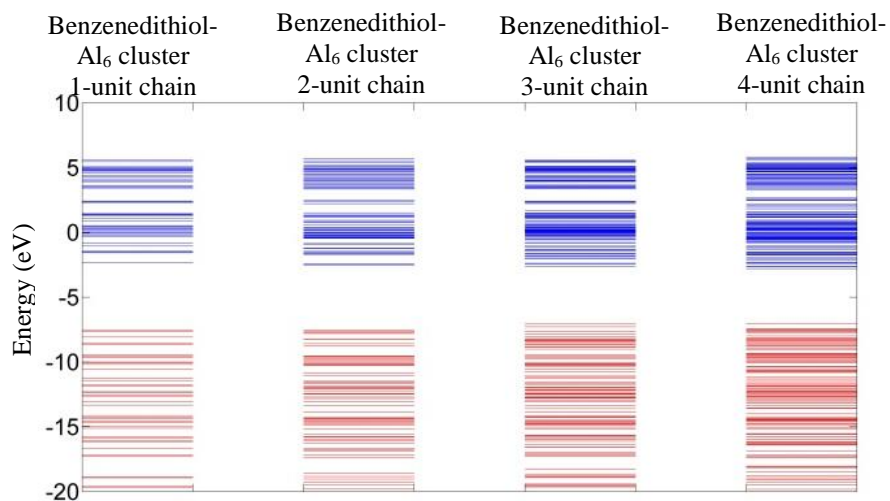 Benzenedithiol-
Al₆ cluster
1-unit chain
Benzenedithiol-
Al₆ cluster
2-unit chain
Benzenedithiol-
Al₆ cluster
3-unit chain
Benzenedithiol-
Al₆ cluster
4-unit chain
Energy (eV)
10
5
0
-5
-10
-15
-20